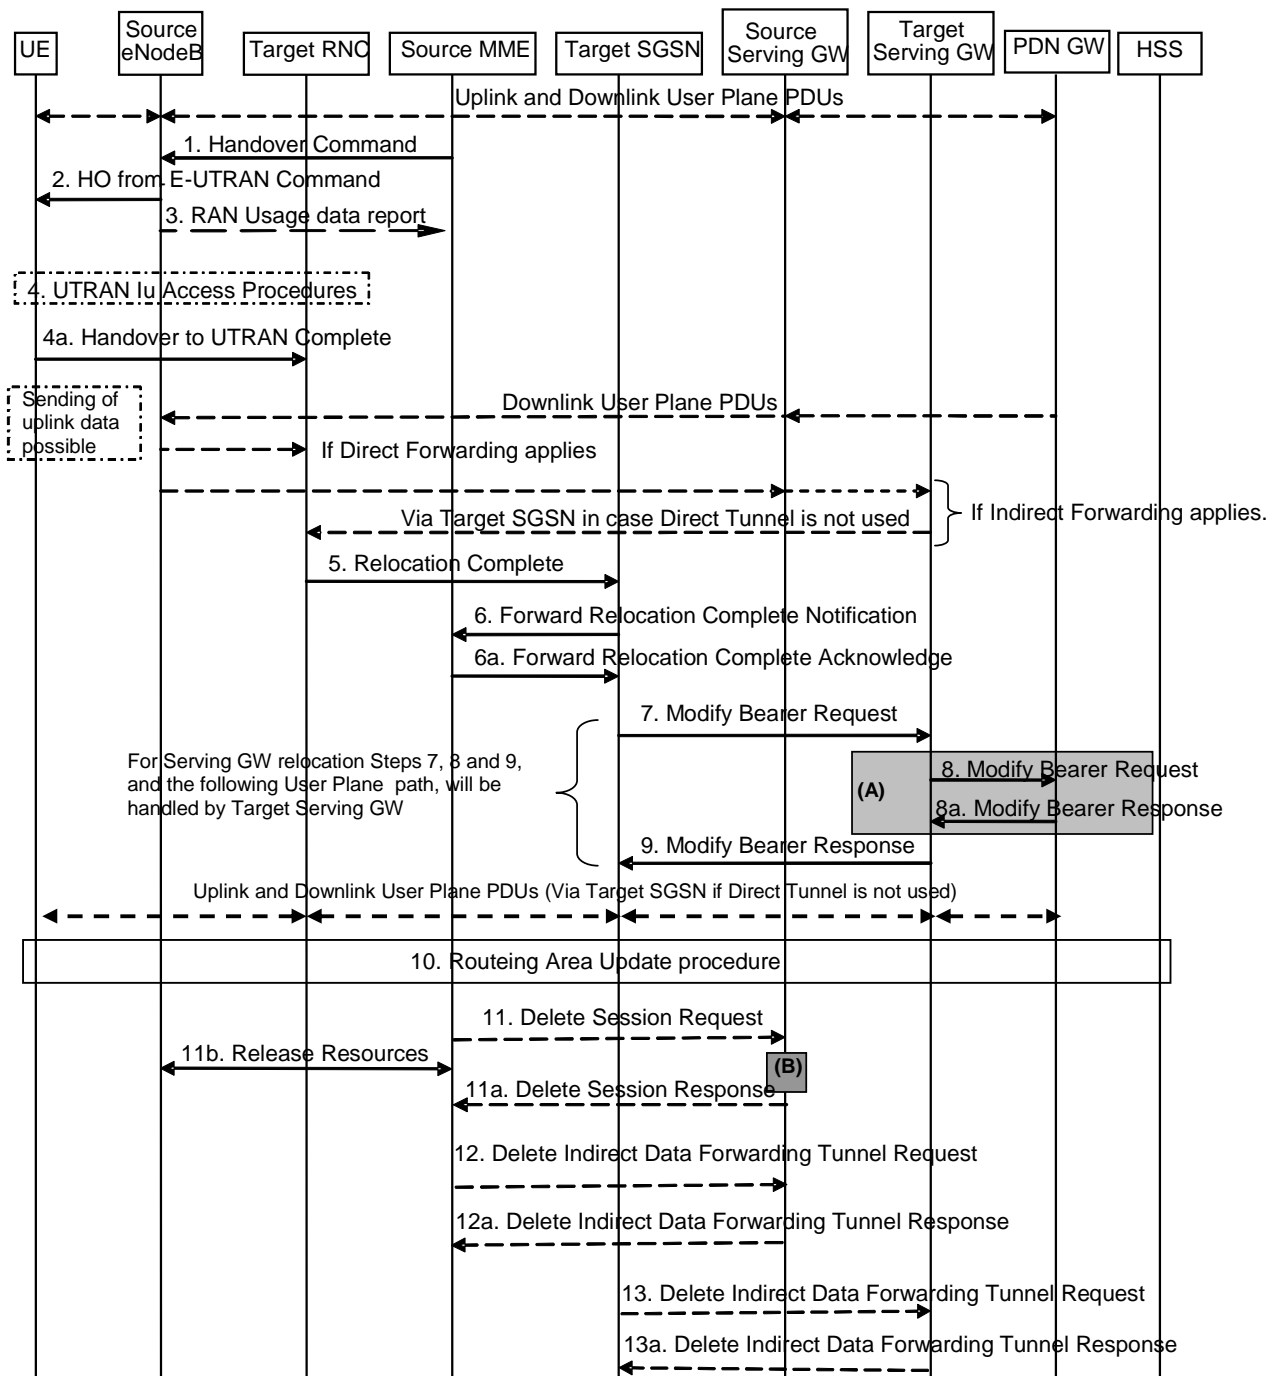 UE
Source
eNodeB
Target RNC
Source MME
Target SGSN
Source
Serving GW
Target
Serving GW
PDN GW
HSS
Uplink and Downlink User Plane PDUs
1. Handover Command
2. HO from E-UTRAN Command
3. RAN Usage data report
4. UTRAN Iu Access Procedures
4a. Handover to UTRAN Complete
Sending of
uplink data
possible
Downlink User Plane PDUs
If Direct Forwarding applies
Via Target SGSN in case Direct Tunnel is not used
If Indirect Forwarding applies.
5. Relocation Complete
6. Forward Relocation Complete Notification
6a. Forward Relocation Complete Acknowledge
7. Modify Bearer Request
For Serving GW relocation Steps 7, 8 and 9,
and the following User Plane path, will be
handled by Target Serving GW
(A)
8. Modify Bearer Request
8a. Modify Bearer Response
9. Modify Bearer Response
Uplink and Downlink User Plane PDUs (Via Target SGSN if Direct Tunnel is not used)
10. Routeing Area Update procedure
11. Delete Session Request
11b. Release Resources
(B)
11a. Delete Session Response
12. Delete Indirect Data Forwarding Tunnel Request
12a. Delete Indirect Data Forwarding Tunnel Response
13. Delete Indirect Data Forwarding Tunnel Request
13a. Delete Indirect Data Forwarding Tunnel Response